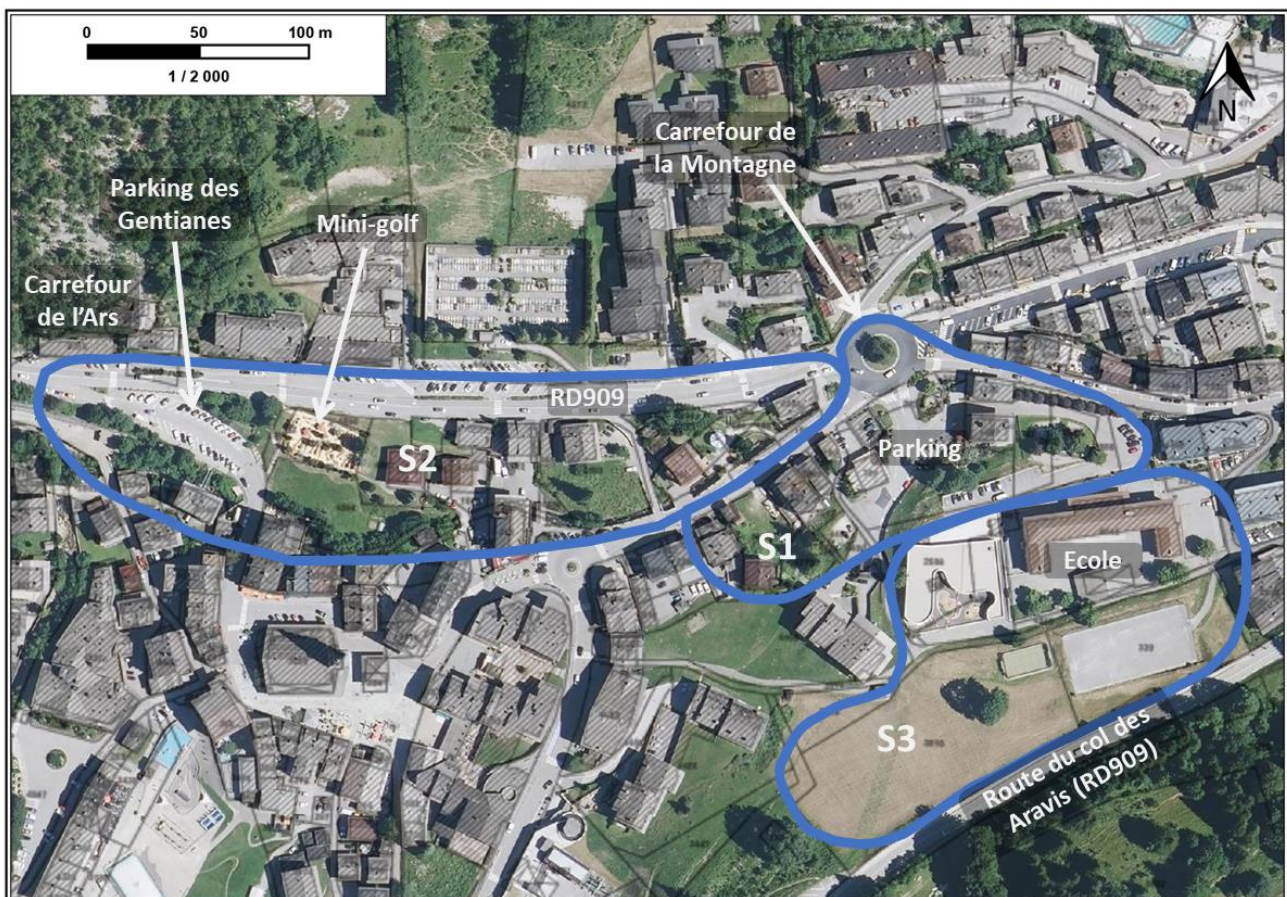 0 50 100 m
1 / 2 000
N
Carrefour de
la Montagne
Parking des
Gentianes
Mini-golf
Carrefour
de l'Ars
RD909
S2
Parking
S1
Ecole
S3
Route du col des
Aravis (RD909)